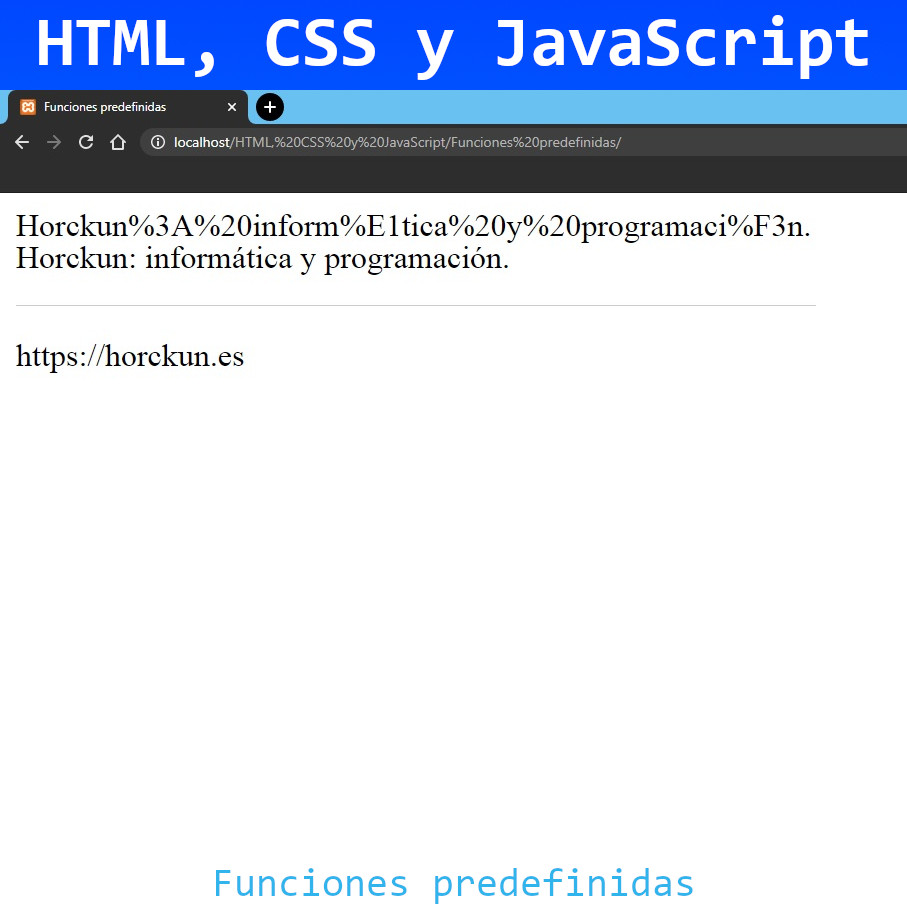 HTML, CSS y JavaScript
Funciones predefinidas
localhost/HTML,%20CSS%20y%20JavaScript/Funciones%20predefinidas/
Horckun%3A%20inform%E1tica%20y%20programaci%F3n.
Horckun: informática y programación.
https://horckun.es
Funciones predefinidas